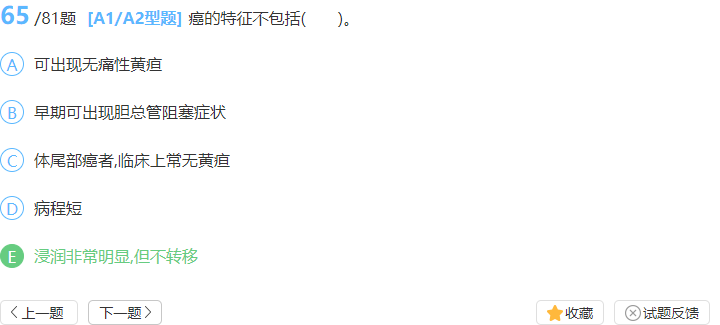 65 /81题 [A1/A2型题] 癌的特征不包括( )。
A 可出现无痛性黄疸
B 早期可出现胆总管阻塞症状
C 体尾部癌者,临床上常无黄疸
D 病程短
E 浸润非常明显,但不转移
上一题 下一题 收藏 试题反馈